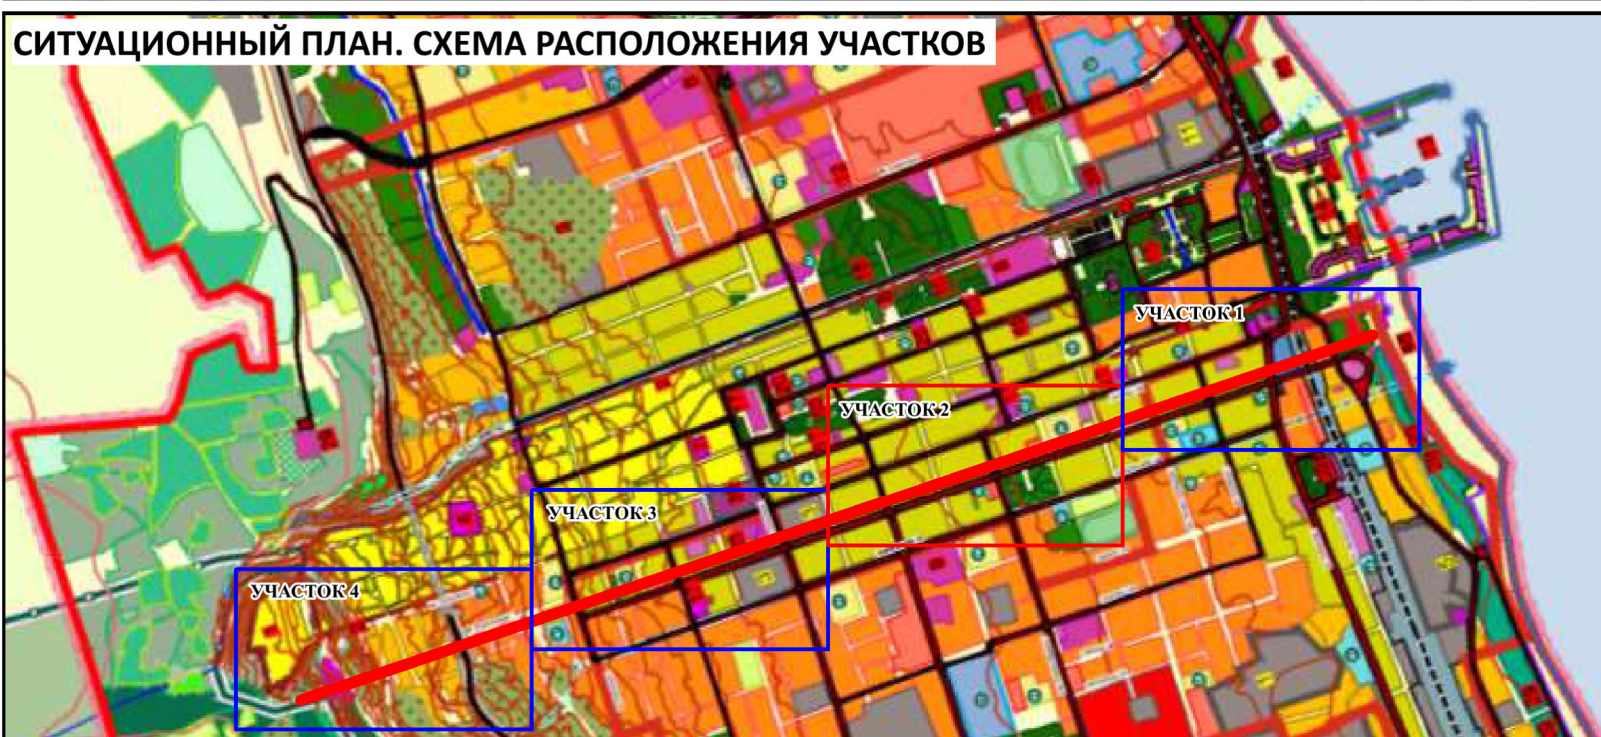 СИТУАЦИОННЫЙ ПЛАН. СХЕМА РАСПОЛОЖЕНИЯ УЧАСТКОВ
УЧАСТОК 1
УЧАСТОК 2
УЧАСТОК 3
УЧАСТОК 4